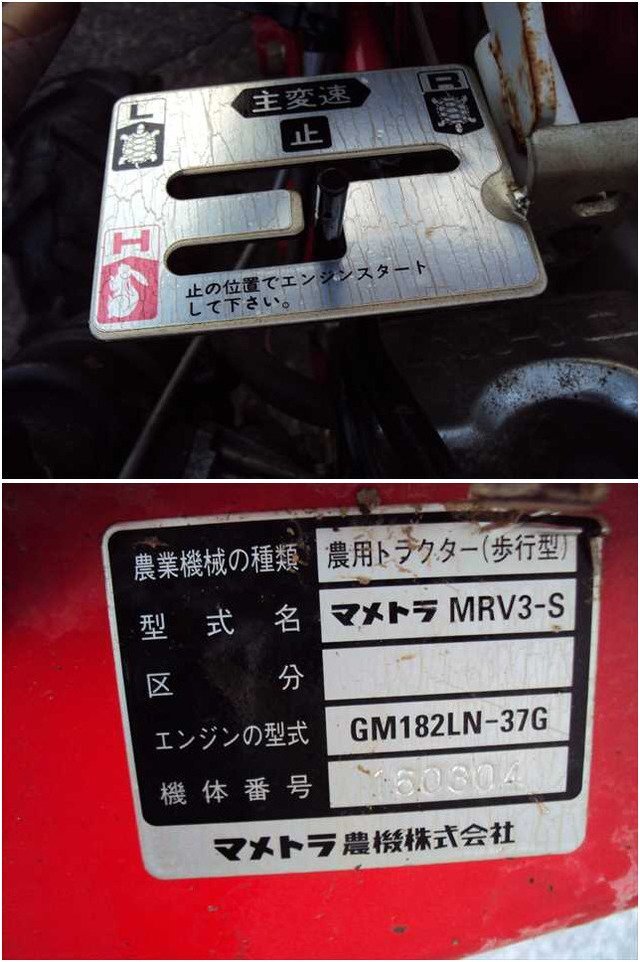 主変速
L
R
止
H
止の位置でエンジンスタート
して下さい。
農業機械の種類 農用トラクター(歩行型)
型式名 マメトラ MRV3-S
区分
エンジンの型式 GM182LN-37G
機体番号 160304
マメトラ農機株式会社